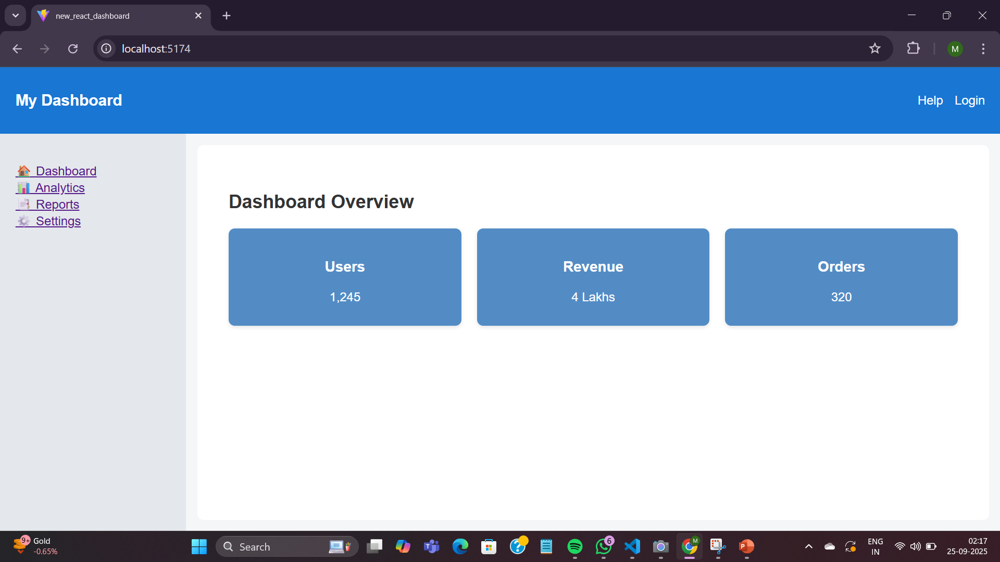 new_react_dashboard
localhost:5174
M
My Dashboard
Help Login
Dashboard
Analytics
Reports
Settings
Dashboard Overview
Users
1,245
Revenue
4 Lakhs
Orders
320
9+
Gold
-0.65%
Search
6
M
ENG
IN
02:17
25-09-2025